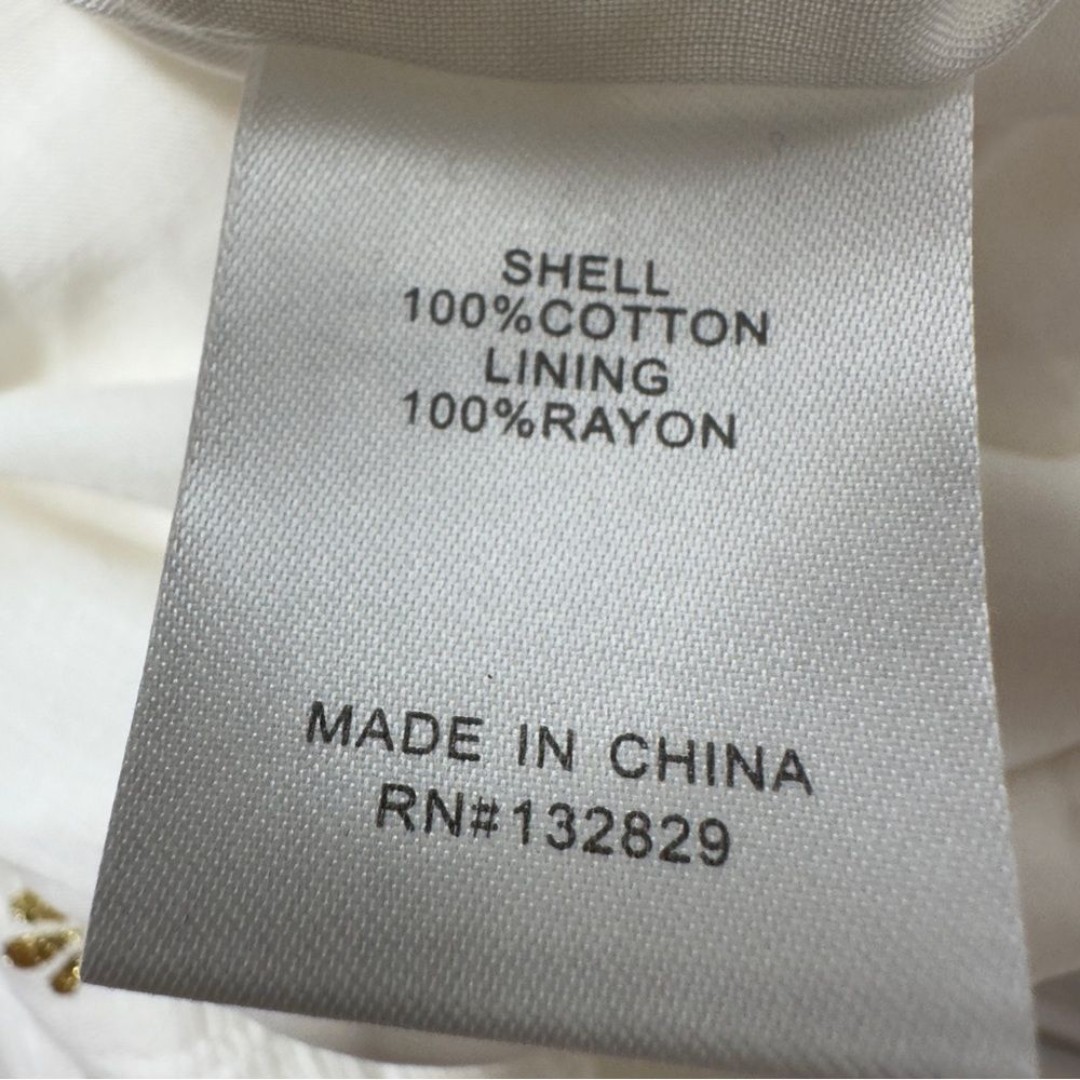 SHELL
100%COTTON
LINING
100%RAYON
MADE IN CHINA
RN#132829